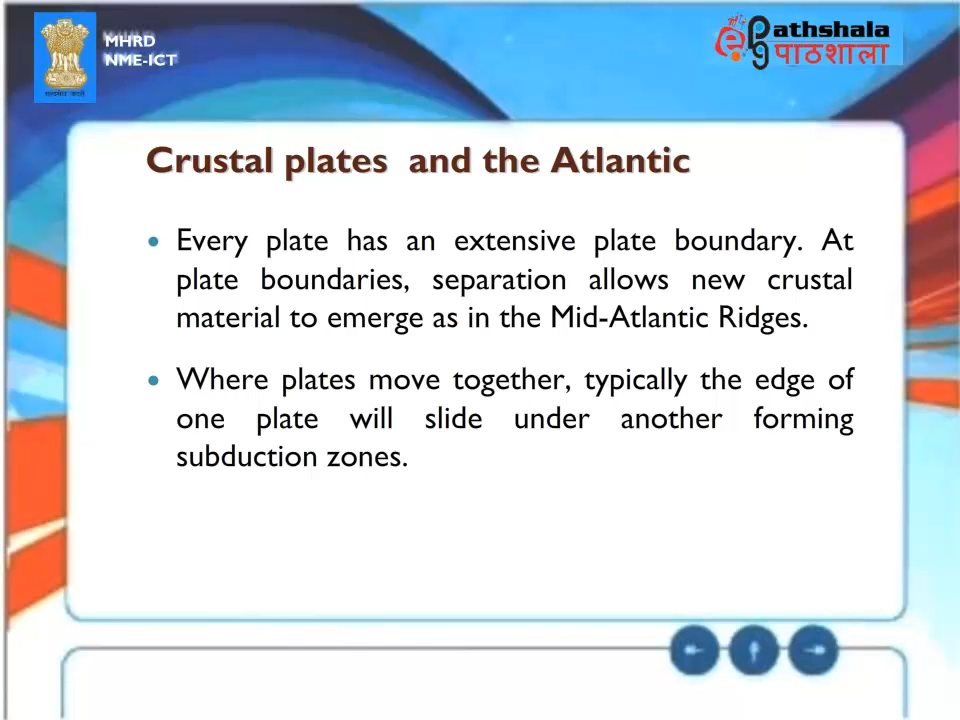 MHRD
NME-ICT
epg athshala
पाठशाला
Crustal plates and the Atlantic
• Every plate has an extensive plate boundary. At
plate boundaries, separation allows new crustal
material to emerge as in the Mid-Atlantic Ridges.
• Where plates move together, typically the edge of
one plate will slide under another forming
subduction zones.